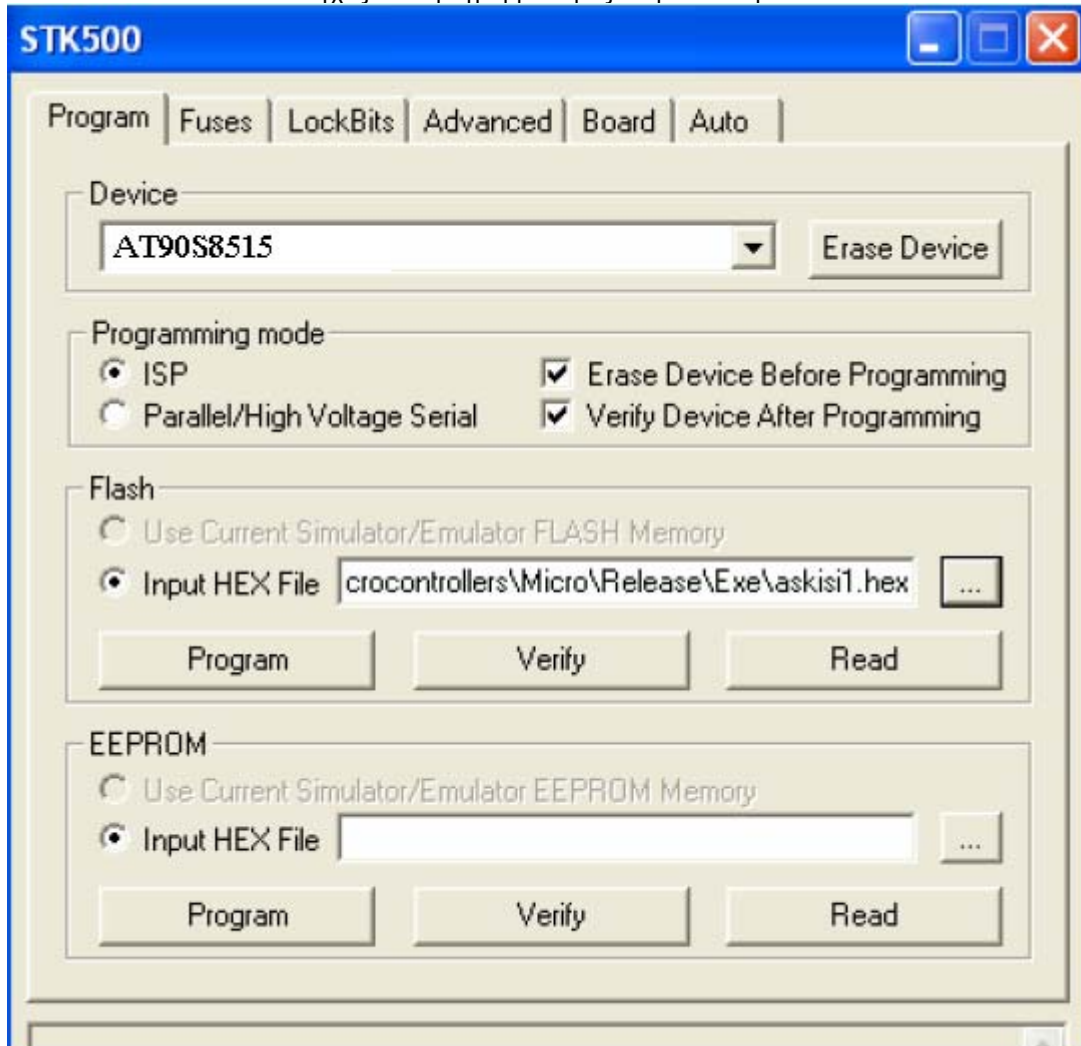 STK500
Program Fuses LockBits Advanced Board Auto
Device
AT90S8515 Erase Device
Programming mode
ISP Erase Device Before Programming
Parallel/High Voltage Serial Verify Device After Programming
Flash
Use Current Simulator/Emulator FLASH Memory
Input HEX File crocontrollers\Micro\Release\Exe\askisi1.hex ...
Program Verify Read
EEPROM
Use Current Simulator/Emulator EEPROM Memory
Input HEX File ...
Program Verify Read